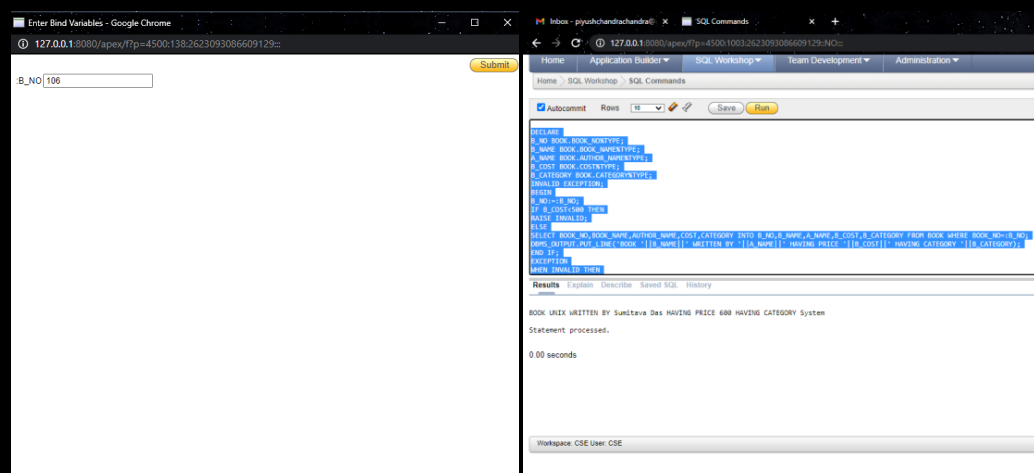 Enter Bind Variables - Google Chrome
127.0.0.1:8080/apex/f?p=4500:138:2623093086609129:::
Submit
:B_NO 106
Inbox - piyushchandrachandra@
SQL Commands
127.0.0.1:8080/apex/f?p=4500:1003:2623093086609129::NO:::
Home Application Builder SQL Workshop Team Development Administration
Home SQL Workshop SQL Commands
Autocommit Rows 10 Save Run
DECLARE
B_NO BOOK.BOOK_NO%TYPE;
B_NAME BOOK.BOOK_NAME%TYPE;
A_NAME BOOK.AUTHOR_NAME%TYPE;
B_COST BOOK.COST%TYPE;
B_CATEGORY BOOK.CATEGORY%TYPE;
INVALID EXCEPTION;
BEGIN
B_NO:=:B_NO;
IF B_COST<500 THEN
RAISE INVALID;
ELSE
SELECT BOOK_NO,BOOK_NAME,AUTHOR_NAME,COST,CATEGORY INTO B_NO,B_NAME,A_NAME,B_COST,B_CATEGORY FROM BOOK WHERE BOOK_NO=:B_NO;
DBMS_OUTPUT.PUT_LINE('BOOK '||B_NAME||' WRITTEN BY '||A_NAME||' HAVING PRICE '||B_COST||' HAVING CATEGORY '||B_CATEGORY);
END IF;
EXCEPTION
WHEN INVALID THEN
Results Explain Describe Saved SQL History
BOOK UNIX WRITTEN BY Sumitava Das HAVING PRICE 600 HAVING CATEGORY System
Statement processed.
0.00 seconds
Workspace: CSE User: CSE